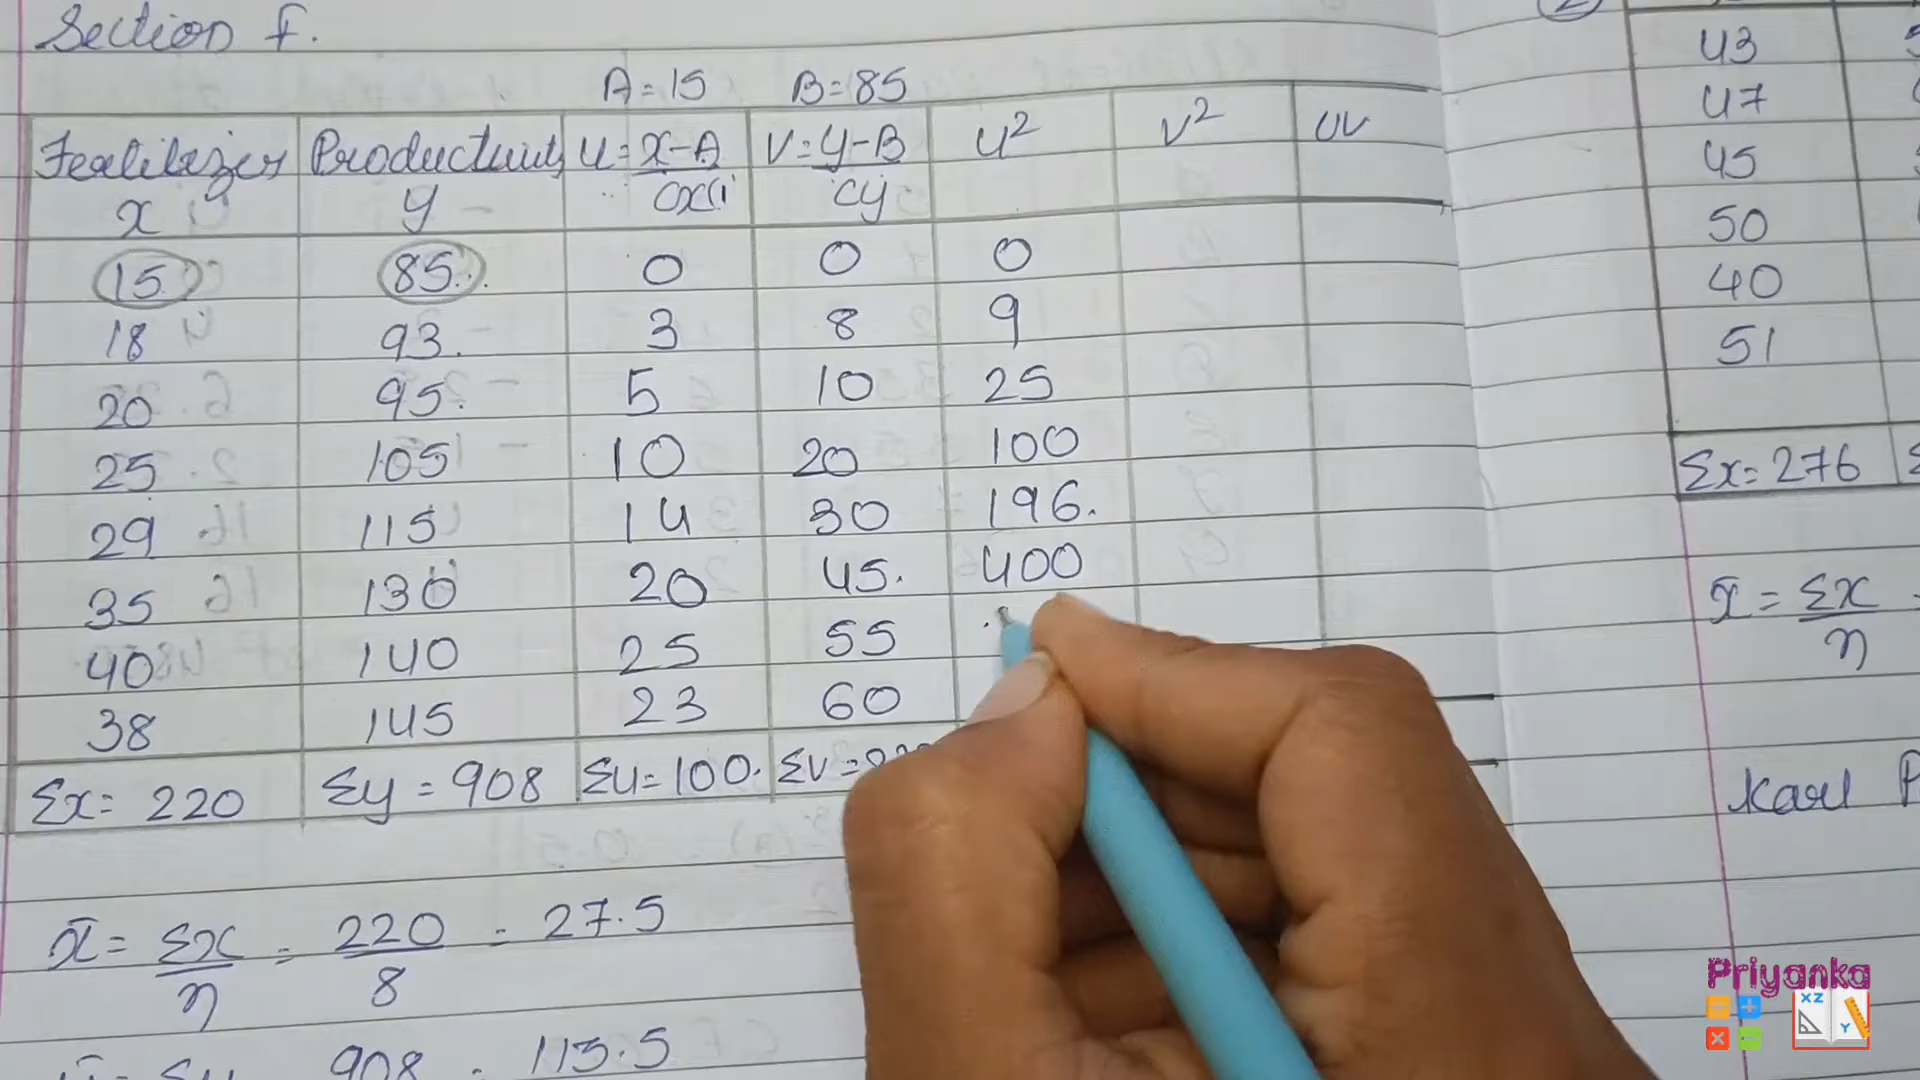 Section F.
A=15 B=85
Fertilizer Productivity u=x-A v=y-B u² v² uv
x y cx(1) cy
15 85 0 0 0
18 93 3 8 9
20 95 5 10 25
25 105 10 20 100
29 115 14 30 196
35 130 20 45 400
40 140 25 55
38 145 23 60
Σx= 220 Σy = 908 Σu=100 Σv=
x̄ = Σx/n = 220/8 = 27.5
908 = 113.5
43
47
45
50
40
51
Σx=276
x̄ = Σx/n
Karl P
Priyanka
XZ
Y